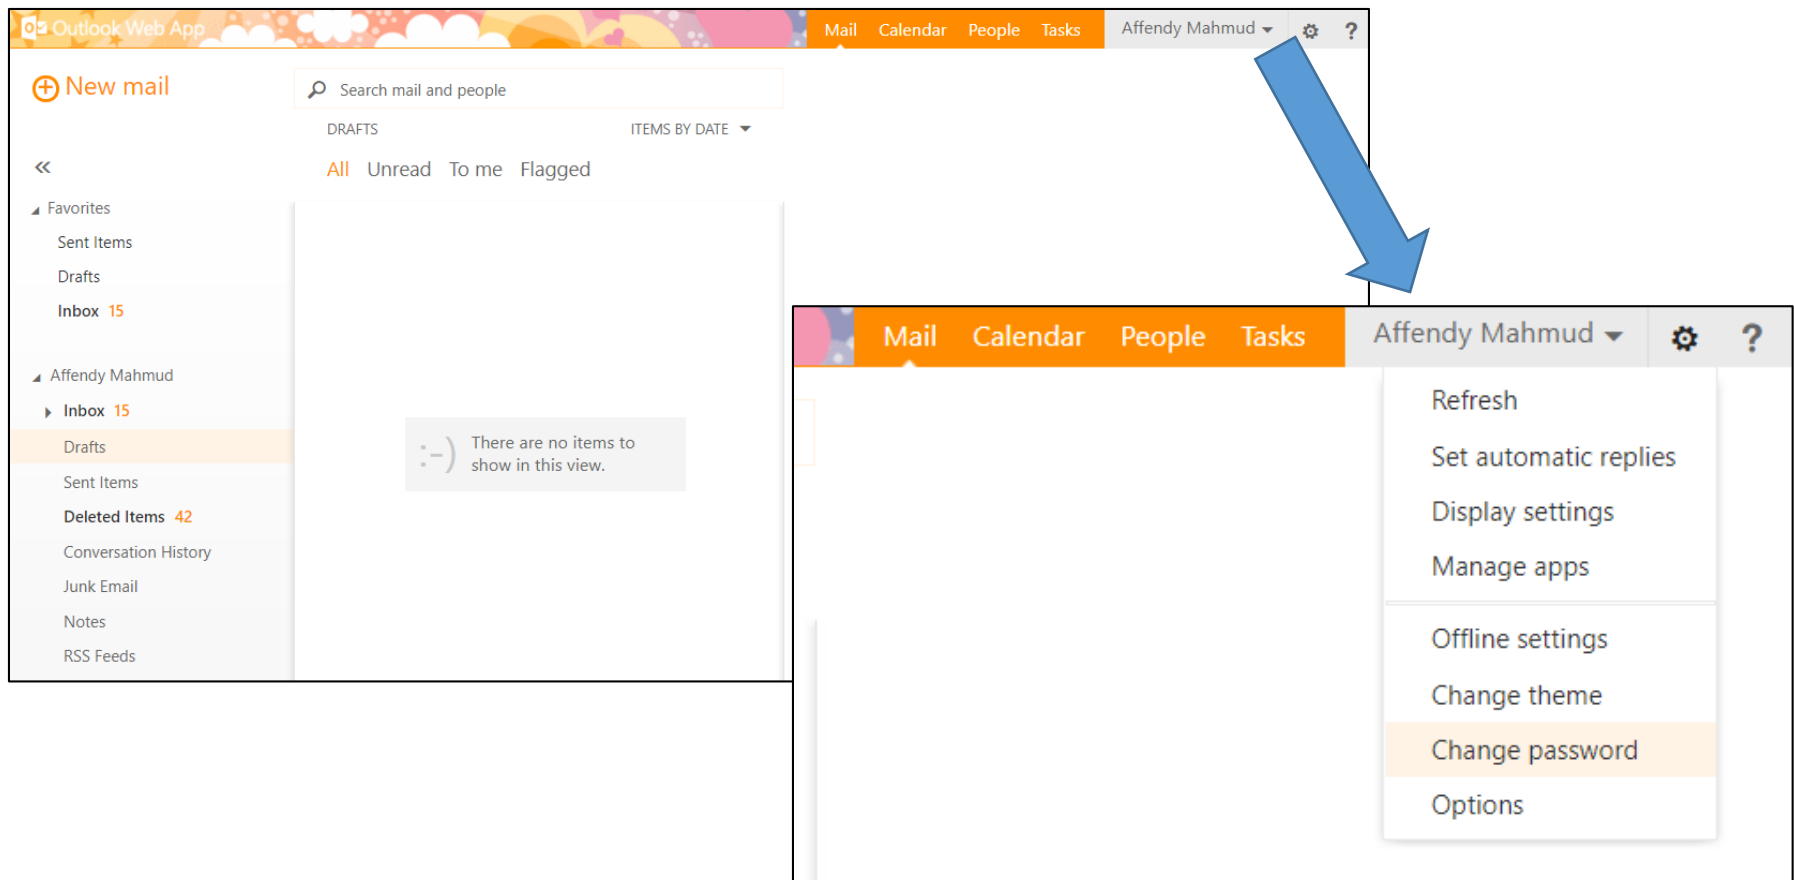 Outlook Web App
Mail Calendar People Tasks Affendy Mahmud ?
New mail
Search mail and people
DRAFTS ITEMS BY DATE
All Unread To me Flagged
Favorites
Sent Items
Drafts
Inbox 15
Affendy Mahmud
Inbox 15
Drafts
Sent Items
Deleted Items 42
Conversation History
Junk Email
Notes
RSS Feeds
:-)
There are no items to
show in this view.
Mail Calendar People Tasks Affendy Mahmud ?
Refresh
Set automatic replies
Display settings
Manage apps
Offline settings
Change theme
Change password
Options